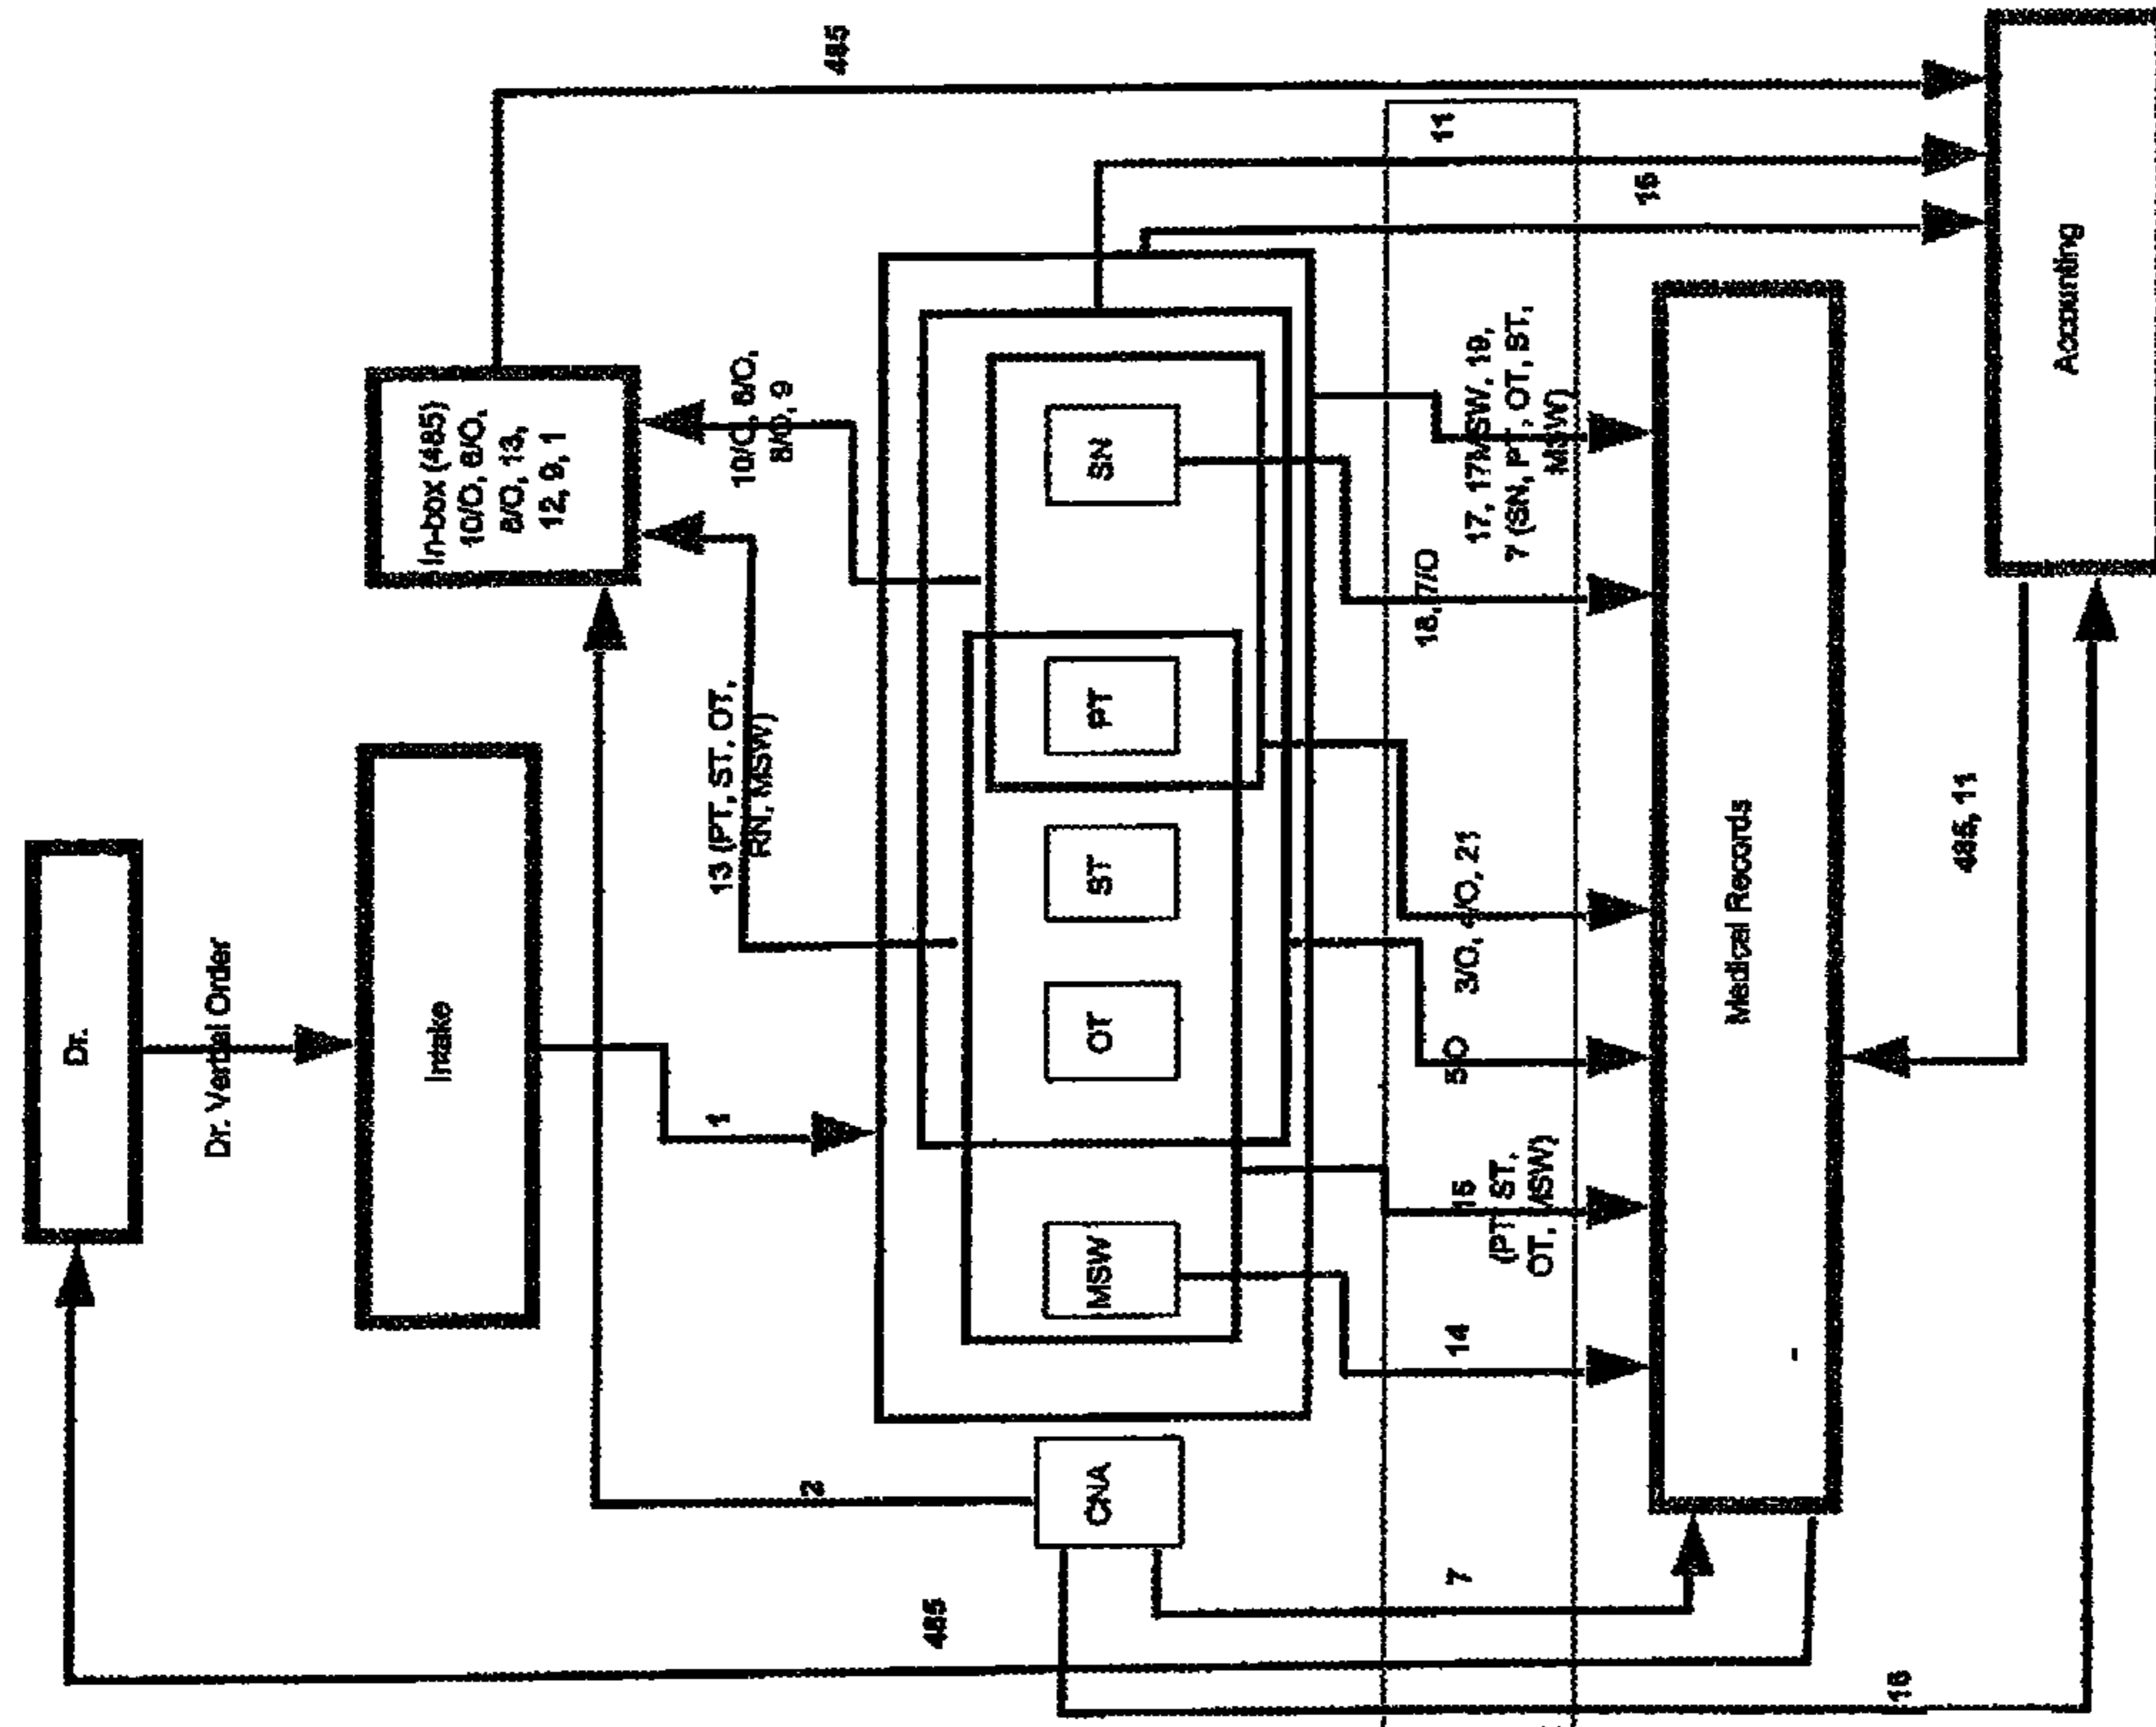 Dr.
Dr. Verbal Order
Intake
485
In-box (485)
10/O, 6/O,
8/O, 13,
12, 9, 1
1
2
13 (PT, ST, OT,
RN, MSW)
10/O, 6/O,
8/O, 9
CNA
MSW
OT
ST
PT
SN
485
7
14
15
(PT, ST,
OT, MSW)
5/O
3/O, 4/O, 21
18, 7/O
17, 17MSW, 19,
7 (SN, PT, OT, ST,
MSW)
11
16
Medical Records
16
485, 11
Accounting